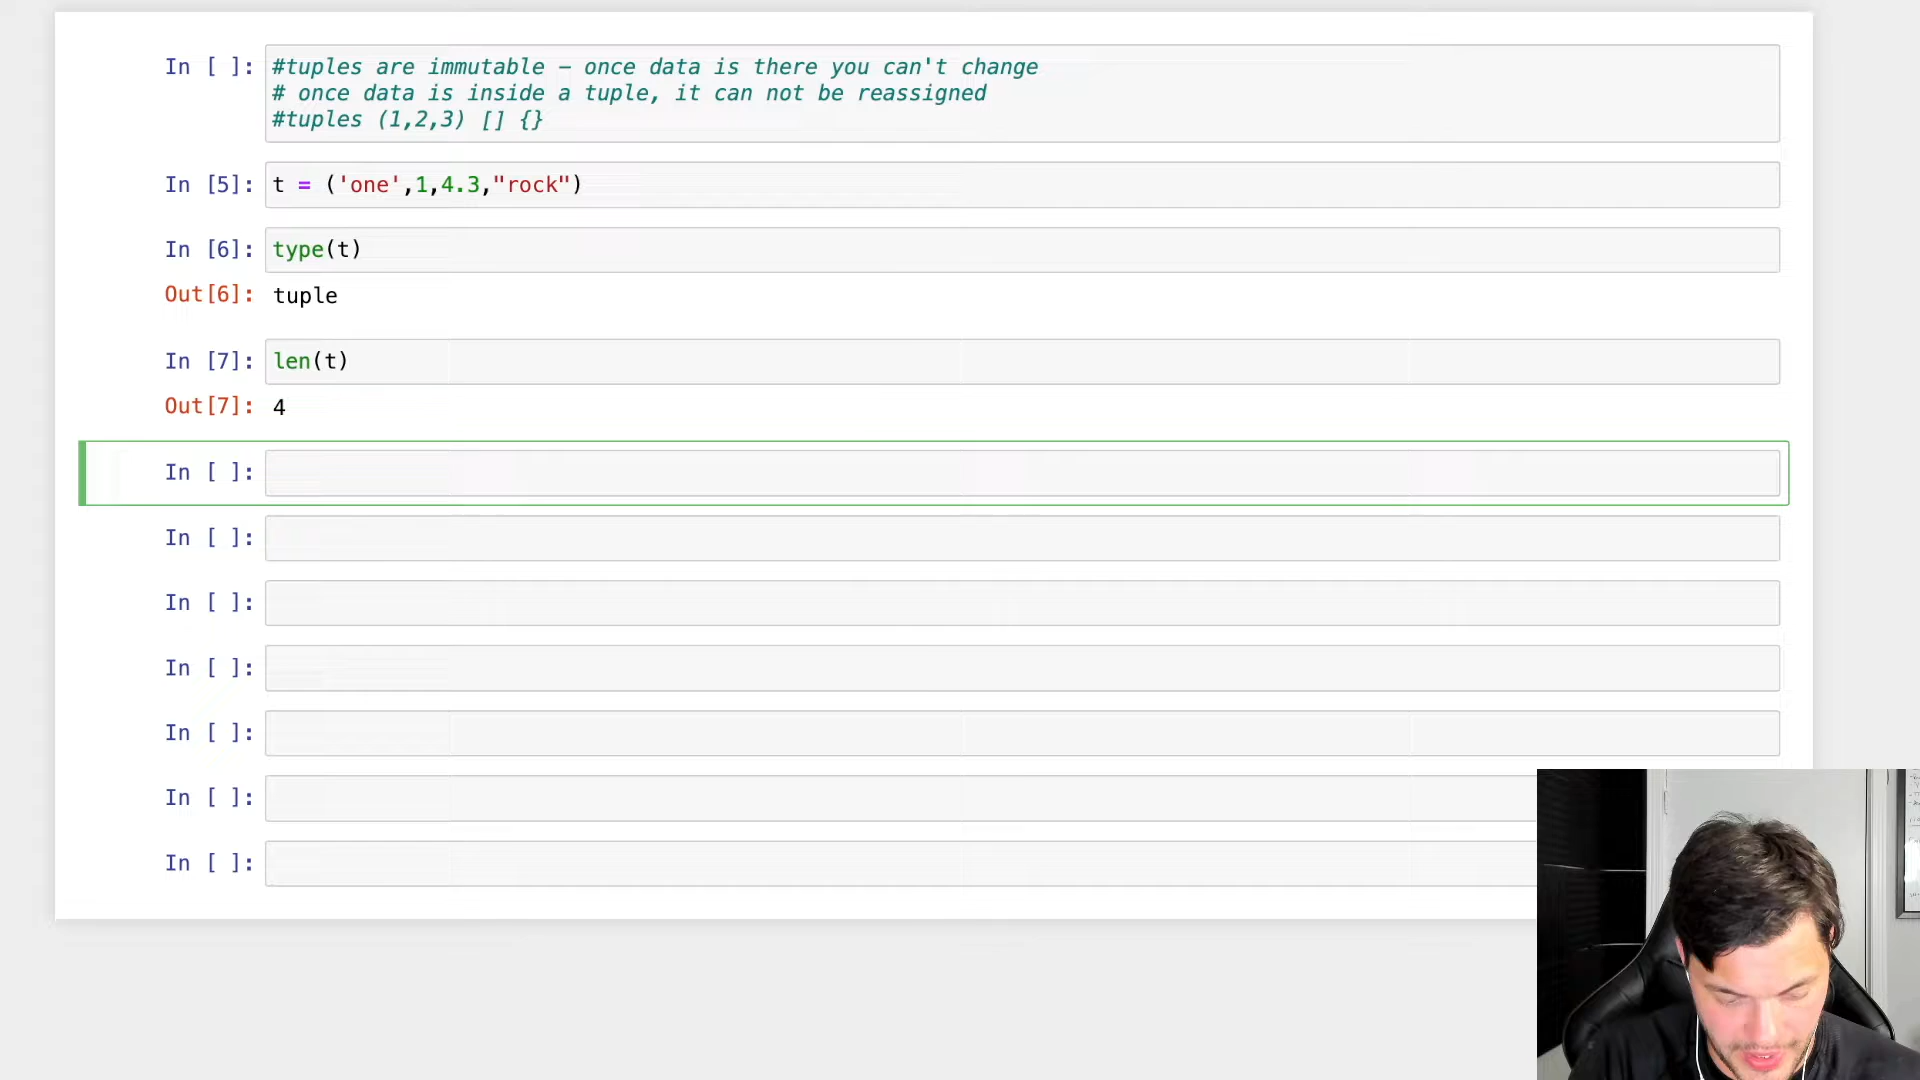 In [ ]: #tuples are immutable – once data is there you can't change
# once data is inside a tuple, it can not be reassigned
#tuples (1,2,3) [] {}
In [5]: t = ('one',1,4.3,"rock")
In [6]: type(t)
Out[6]: tuple
In [7]: len(t)
Out[7]: 4
In [ ]:
In [ ]:
In [ ]:
In [ ]:
In [ ]:
In [ ]:
In [ ]: